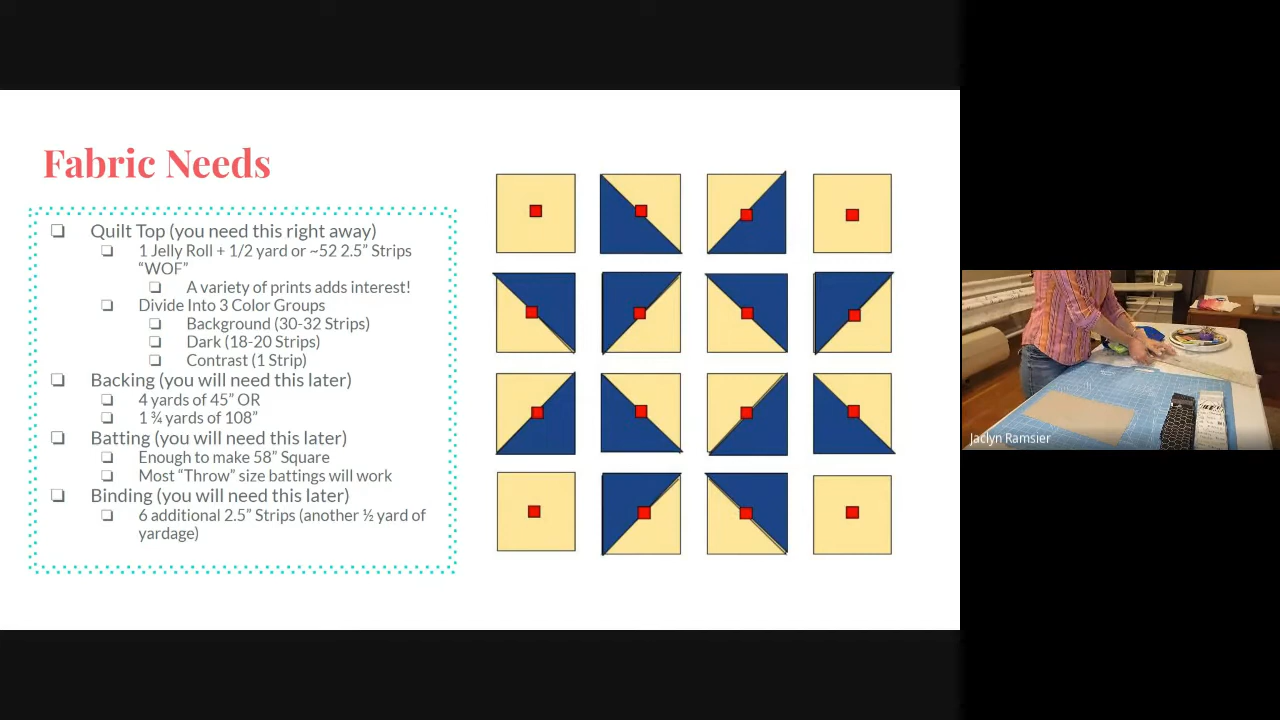 Fabric Needs
❏ Quilt Top (you need this right away)
❏ 1 Jelly Roll + 1/2 yard or ~52 2.5” Strips
“WOF”
❏ A variety of prints adds interest!
❏ Divide Into 3 Color Groups
❏ Background (30-32 Strips)
❏ Dark (18-20 Strips)
❏ Contrast (1 Strip)
❏ Backing (you will need this later)
❏ 4 yards of 45” OR
❏ 1 ¾ yards of 108”
❏ Batting (you will need this later)
❏ Enough to make 58” Square
❏ Most “Throw” size battings will work
❏ Binding (you will need this later)
❏ 6 additional 2.5” Strips (another ½ yard of
yardage)
Jaclyn Ramsier